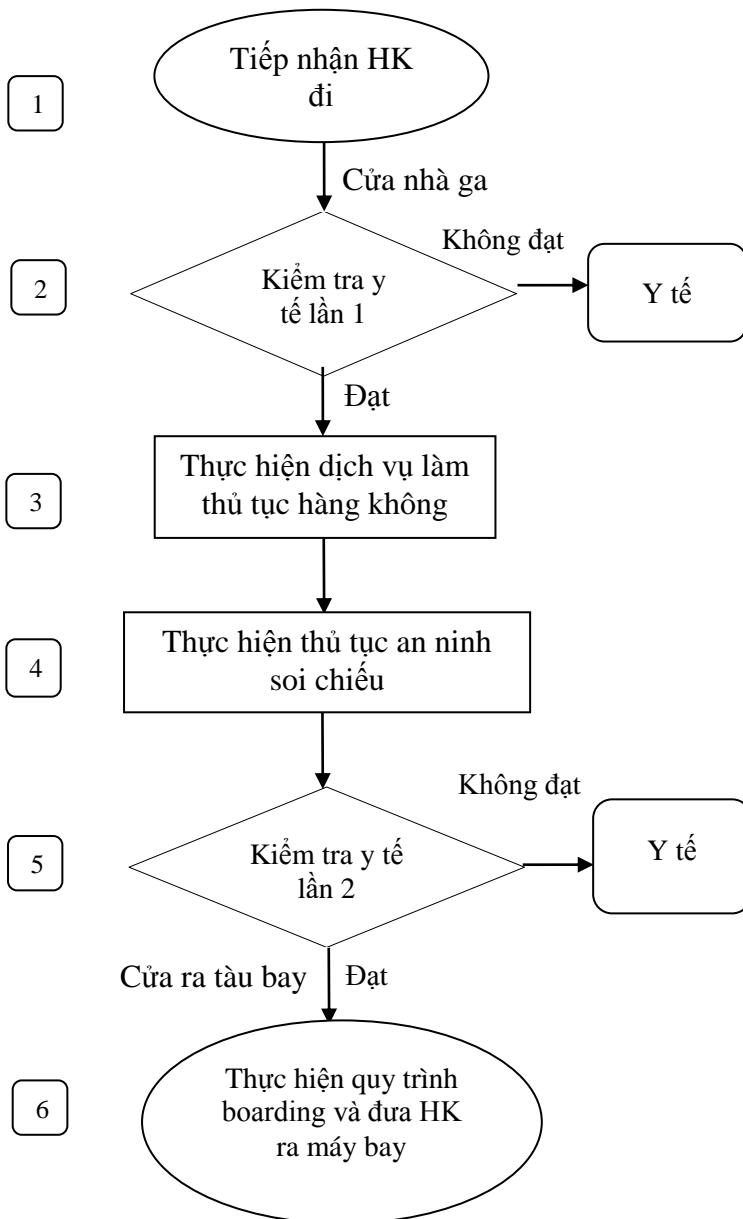 Tiếp nhận HK
đi
1
Cửa nhà ga
Không đạt
2
Kiểm tra y
tế lần 1
Y tế
Đạt
3
Thực hiện dịch vụ làm
thủ tục hàng không
4
Thực hiện thủ tục an ninh
soi chiếu
Không đạt
5
Kiểm tra y tế
lần 2
Y tế
Cửa ra tàu bay
Đạt
6
Thực hiện quy trình
boarding và đưa HK
ra máy bay